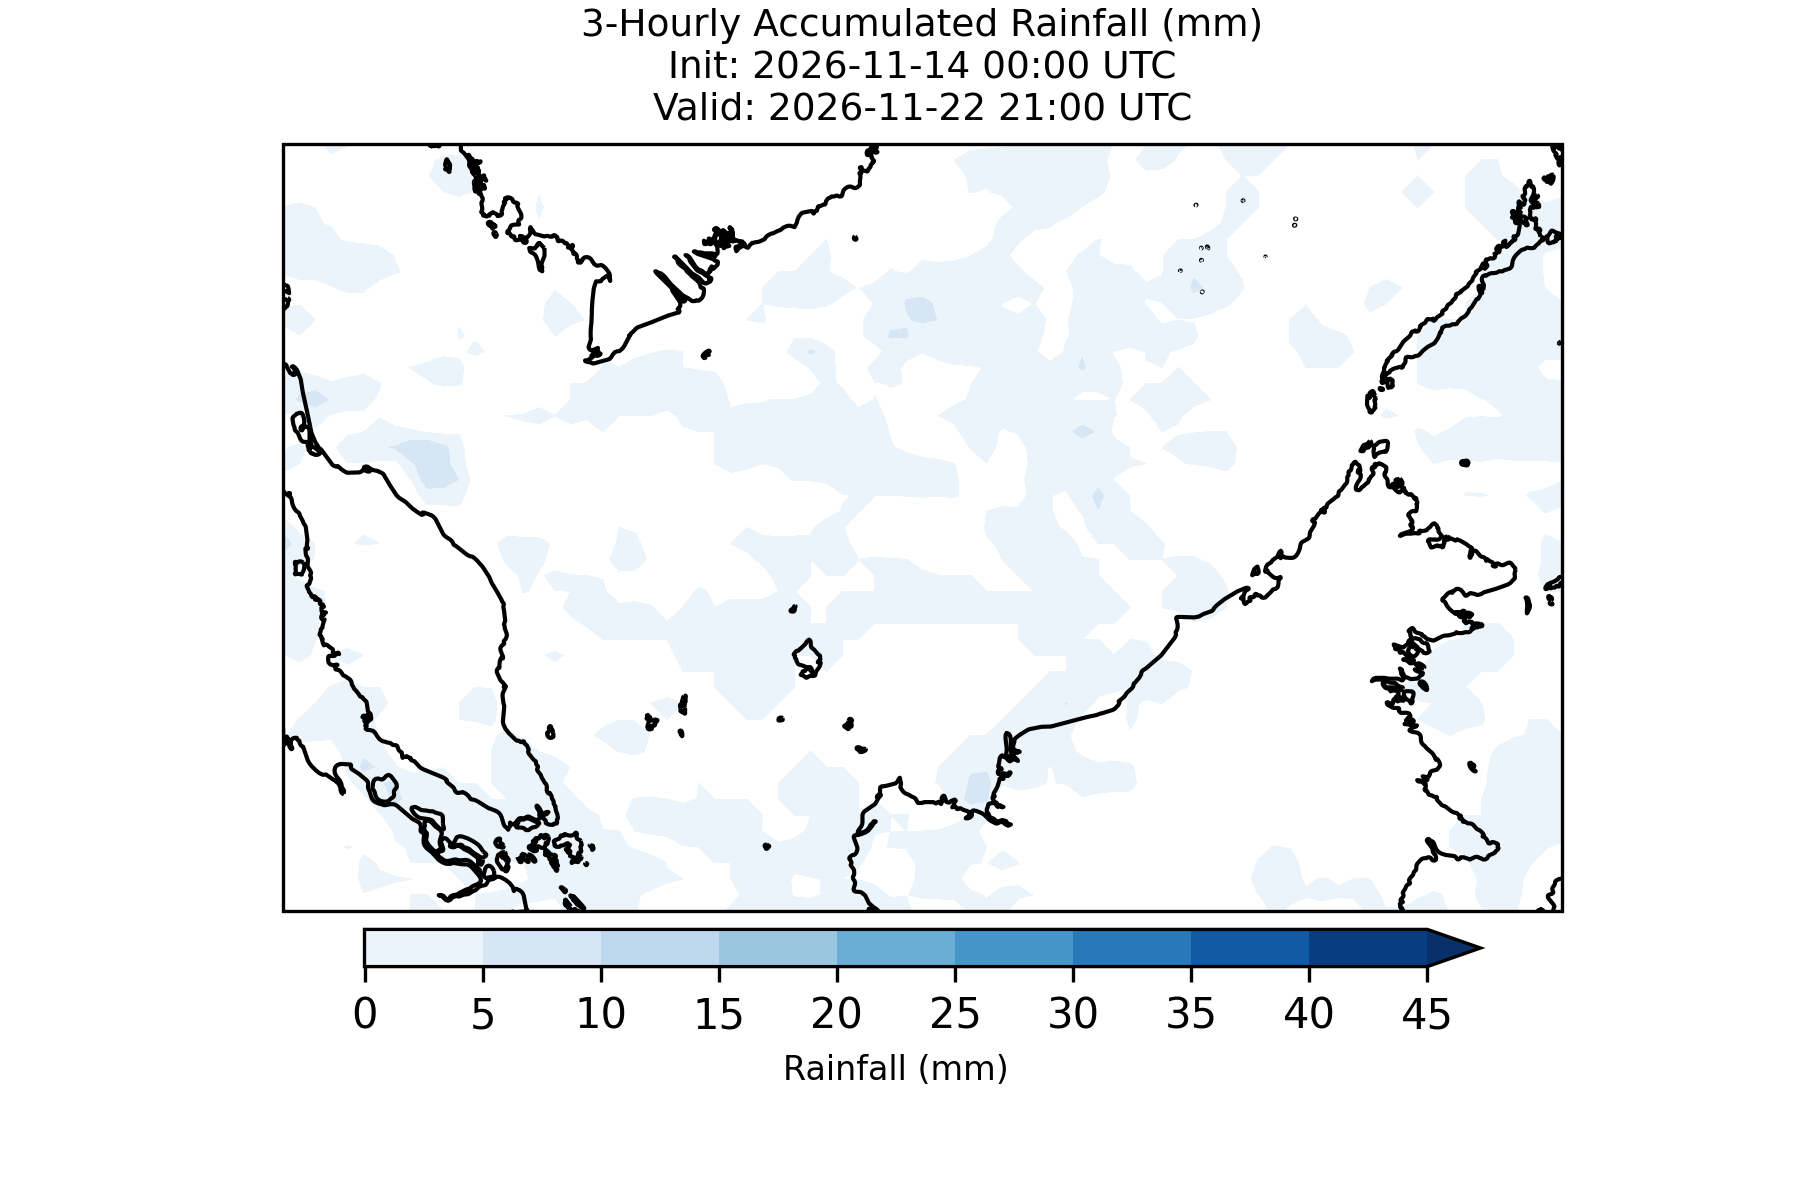 3-Hourly Accumulated Rainfall (mm)
Init: 2026-11-14 00:00 UTC
Valid: 2026-11-22 21:00 UTC
0 5 10 15 20 25 30 35 40 45
Rainfall (mm)